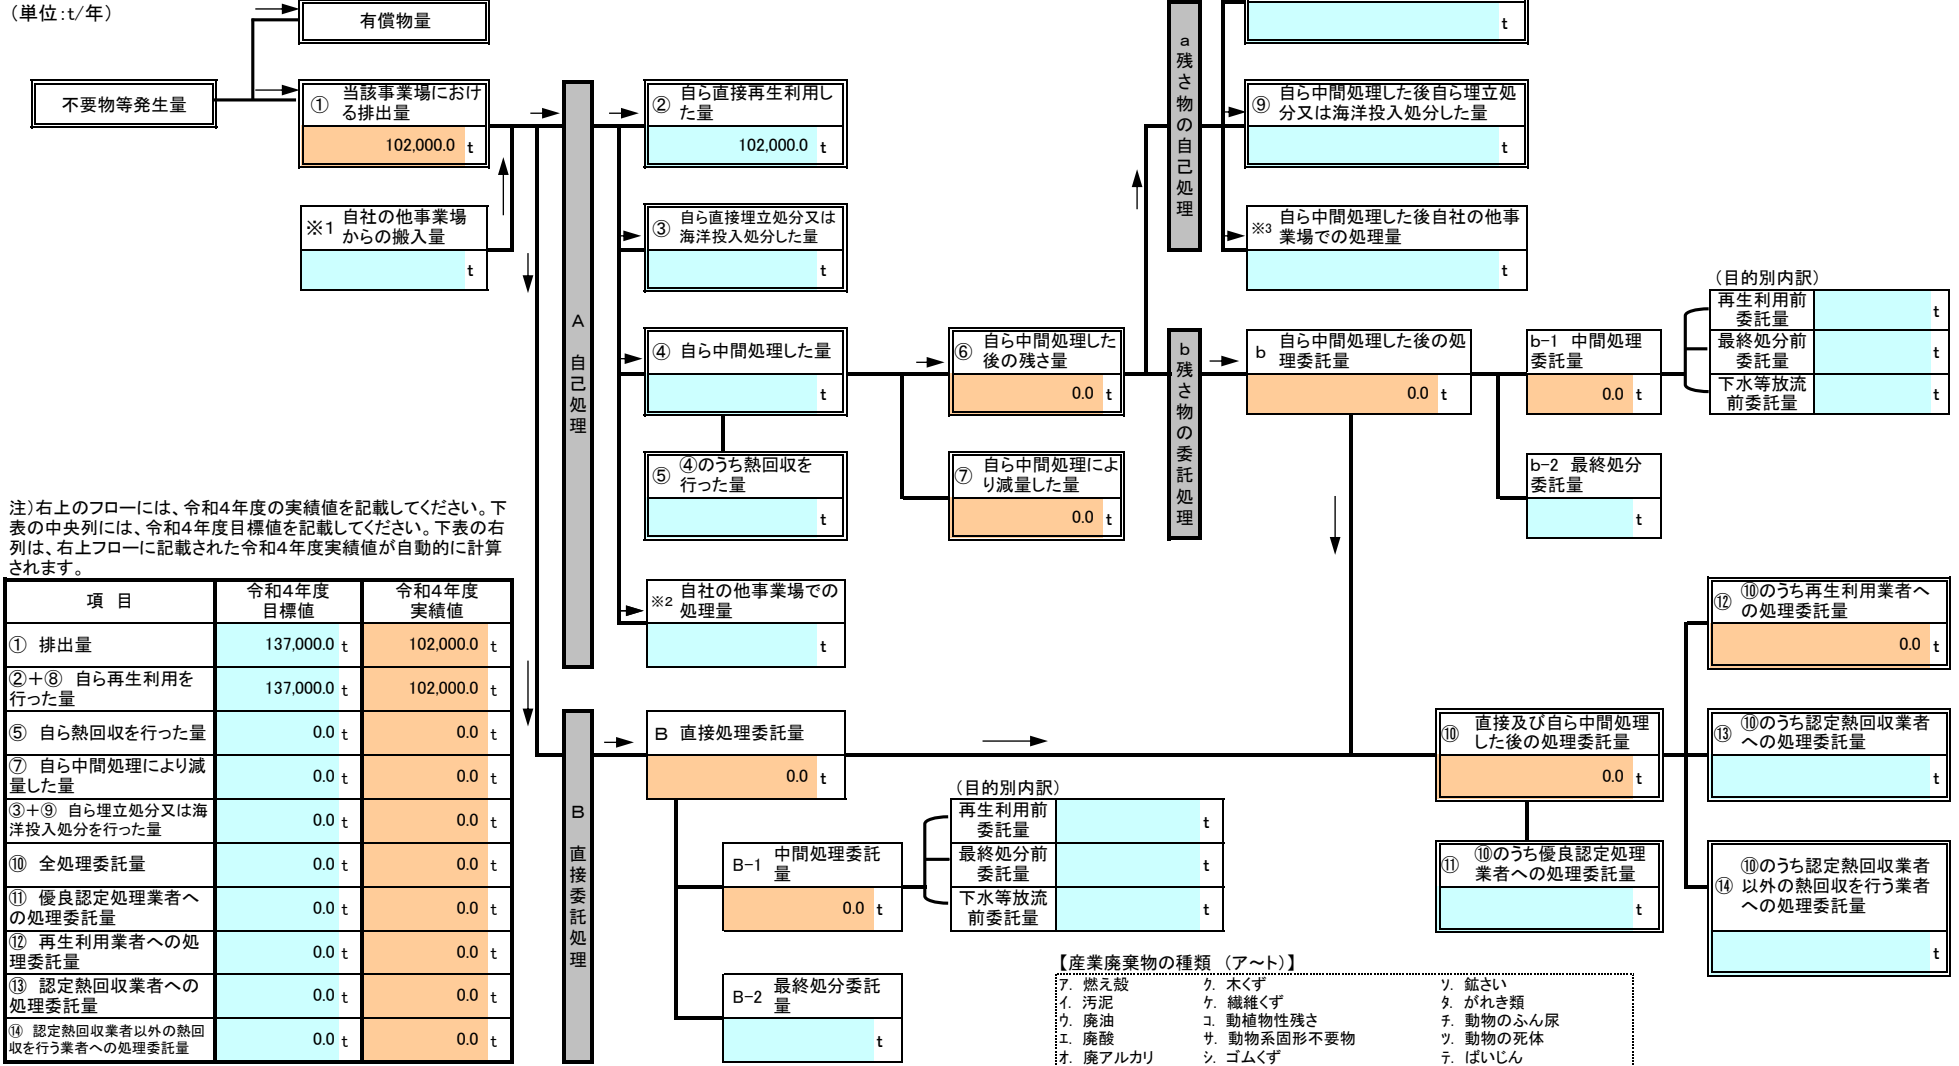 （単位：t/年）
有償物量
t
不要物等発生量
① 当該事業場におけ
る排出量
102,000.0 t
② 自ら直接再生利用し
た量
102,000.0 t
⑨ 自ら中間処理した後自ら埋立処
分又は海洋投入処分した量
t
※1 自社の他事業場
からの搬入量
t
③ 自ら直接埋立処分又は
海洋投入処分した量
t
a
残
さ
物
の
自
己
処
理
※3 自ら中間処理した後自社の他事
業場での処理量
t
A
自
己
処
理
④ 自ら中間処理した量
t
⑥ 自ら中間処理した
後の残さ量
0.0 t
b
残
さ
物
の
委
託
処
理
b 自ら中間処理した後の処
理委託量
0.0 t
b-1 中間処理
委託量
0.0 t
（目的別内訳）
再生利用前
委託量 t
最終処分前
委託量 t
下水等放流
前委託量 t
⑤ ④のうち熱回収を
行った量
t
⑦ 自ら中間処理によ
り減量した量
0.0 t
b-2 最終処分
委託量
t
※2 自社の他事業場での
処理量
t
注）右上のフローには、令和4年度の実績値を記載してください。下
表の中央列には、令和4年度目標値を記載してください。下表の右
列は、右上フローに記載された令和4年度実績値が自動的に計算
されます。
項 目 令和4年度
目標値 令和4年度
実績値
① 排出量 137,000.0 t 102,000.0 t
②＋⑧ 自ら再生利用を
行った量 137,000.0 t 102,000.0 t
⑤ 自ら熱回収を行った量 0.0 t 0.0 t
⑦ 自ら中間処理により減
量した量 0.0 t 0.0 t
③＋⑨ 自ら埋立処分又は海
洋投入処分を行った量 0.0 t 0.0 t
⑩ 全処理委託量 0.0 t 0.0 t
⑪ 優良認定処理業者へ
の処理委託量 0.0 t 0.0 t
⑫ 再生利用業者への処
理委託量 0.0 t 0.0 t
⑬ 認定熱回収業者への
処理委託量 0.0 t 0.0 t
⑭ 認定熱回収業者以外の熱回
収を行う業者への処理委託量 0.0 t 0.0 t
B
直
接
委
託
処
理
B 直接処理委託量
0.0 t
B-1 中間処理委託
量
0.0 t
（目的別内訳）
再生利用前
委託量 t
最終処分前
委託量 t
下水等放流
前委託量 t
B-2 最終処分委託
量
t
⑩ 直接及び自ら中間処理
した後の処理委託量
0.0 t
⑪ ⑩のうち優良認定処理
業者への処理委託量
t
⑫ ⑩のうち再生利用業者へ
の処理委託量
0.0 t
⑬ ⑩のうち認定熱回収業者
への処理委託量
t
⑭ ⑩のうち認定熱回収業者
以外の熱回収を行う業者
への処理委託量
t
【産業廃棄物の種類 （ア～ト）】
ア. 燃え殻 ク. 木くず ソ. 鉱さい
イ. 汚泥 ケ. 繊維くず タ. がれき類
ウ. 廃油 コ. 動植物性残さ チ. 動物のふん尿
エ. 廃酸 サ. 動物系固形不要物 ツ. 動物の死体
オ. 廃アルカリ シ. ゴムくず テ. ばいじん